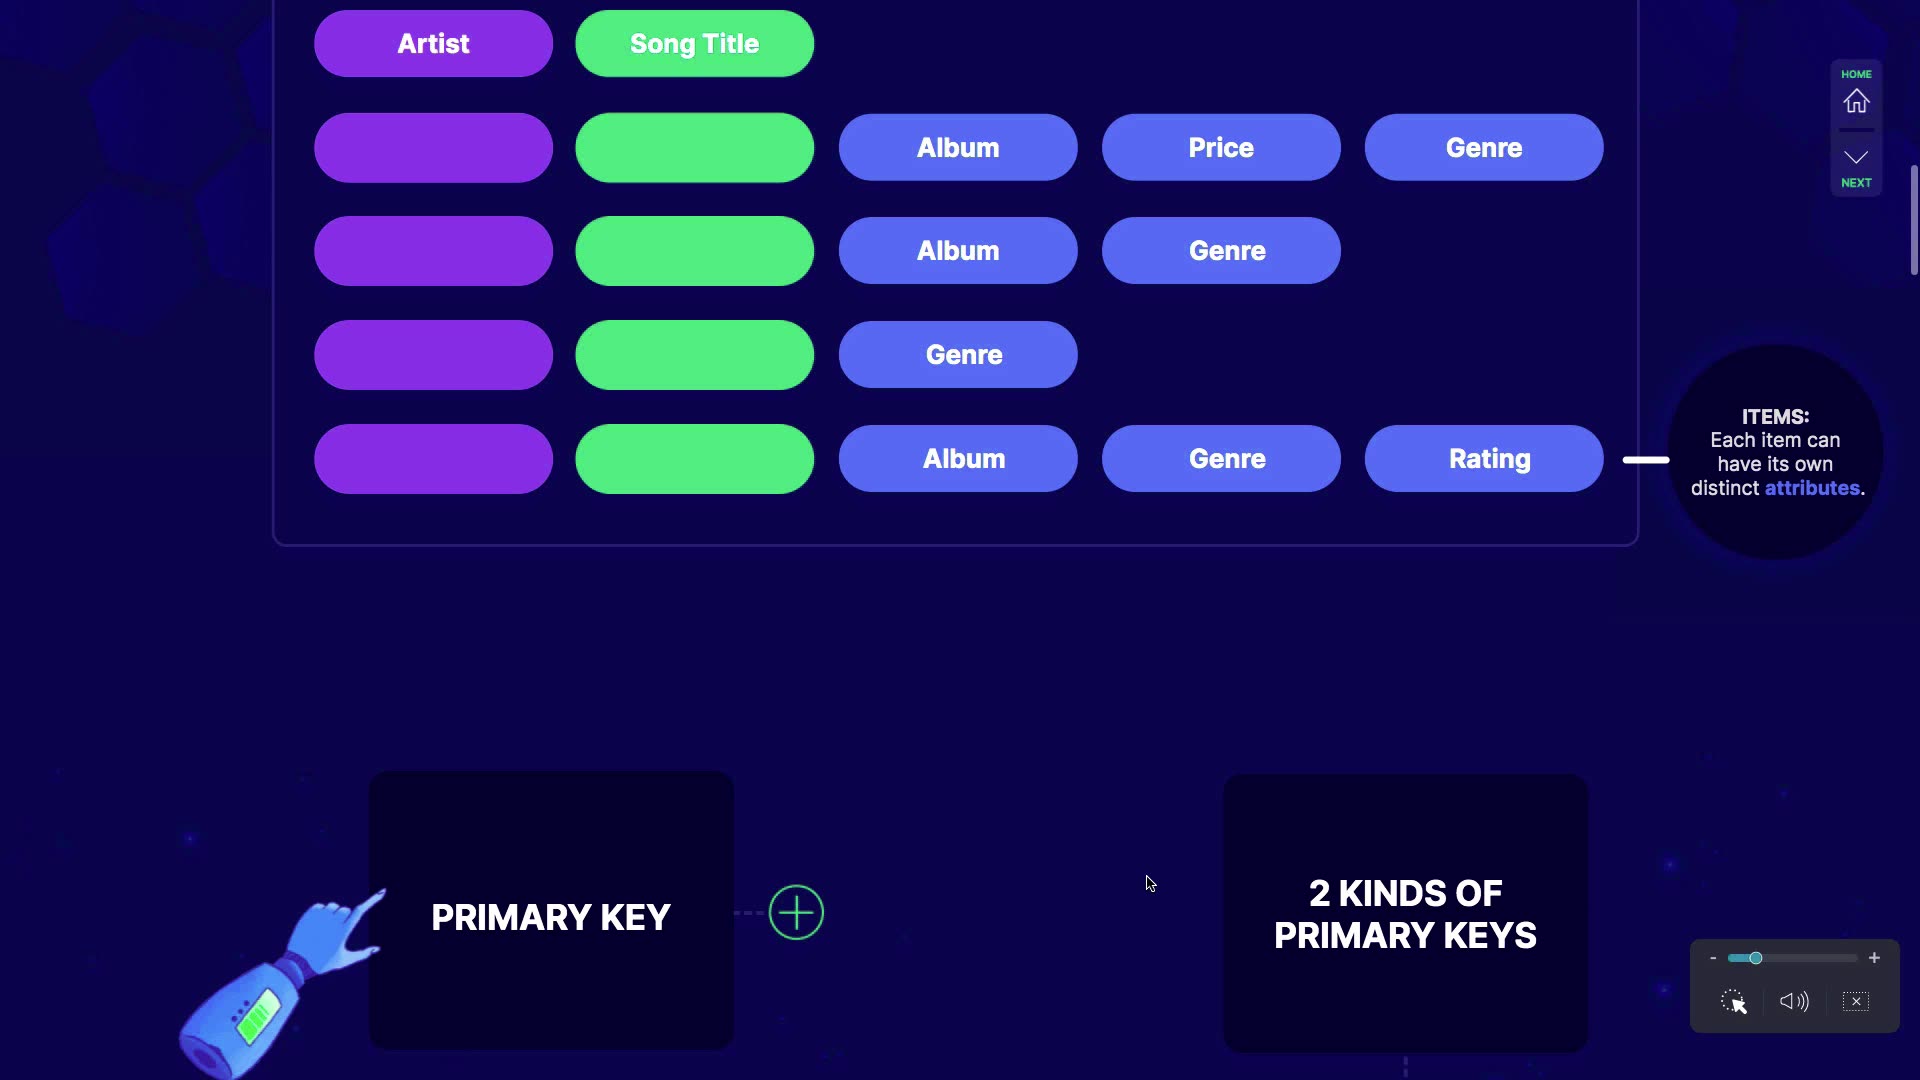 Artist Song Title
HOME
Album Price Genre
NEXT
Album Genre
Genre
ITEMS:
Each item can
have its own
distinct attributes.
Album Genre Rating
PRIMARY KEY
2 KINDS OF
PRIMARY KEYS
- +